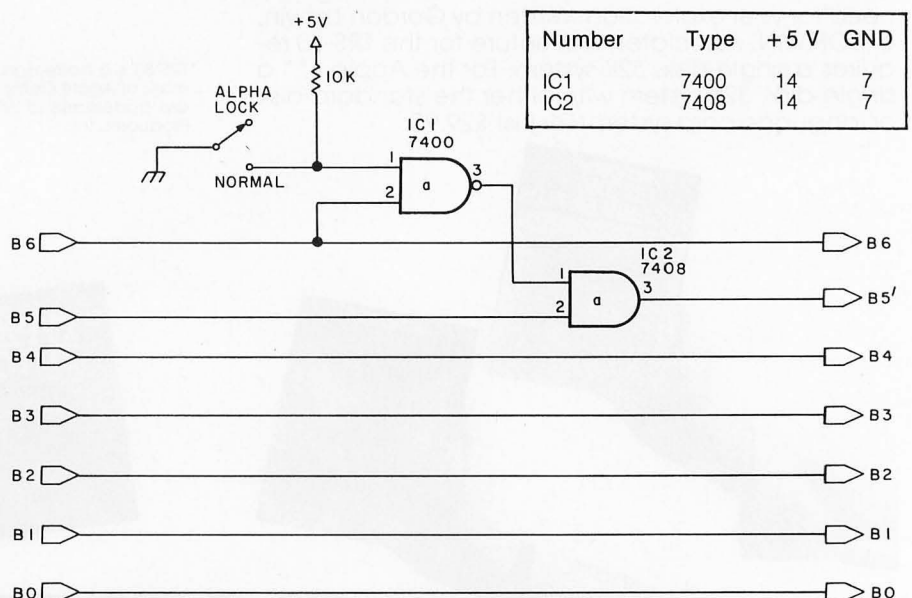 +5V
10K
ALPHA
LOCK
NORMAL
IC1
7400
1
2
3
a
Number Type +5 V GND
IC1 7400 14 7
IC2 7408 14 7
B6
B6
IC2
7408
1
2
3
a
B5
B5'
B4
B4
B3
B3
B2
B2
B1
B1
B0
B0